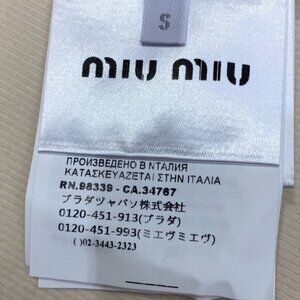 S
miu miu
ПРОИЗВЕДЕНО В ИТАЛИЯ
ΚΑΤΑΣΚΕΥΑΖΕΤΑΙ ΣΤΗΝ ΙΤΑΛΙΑ
RN.98339 - CA.34767
プラダジャパン株式会社
0120-451-913(プラダ)
0120-451-993(ミュウミュウ)
( )02-3443-2323